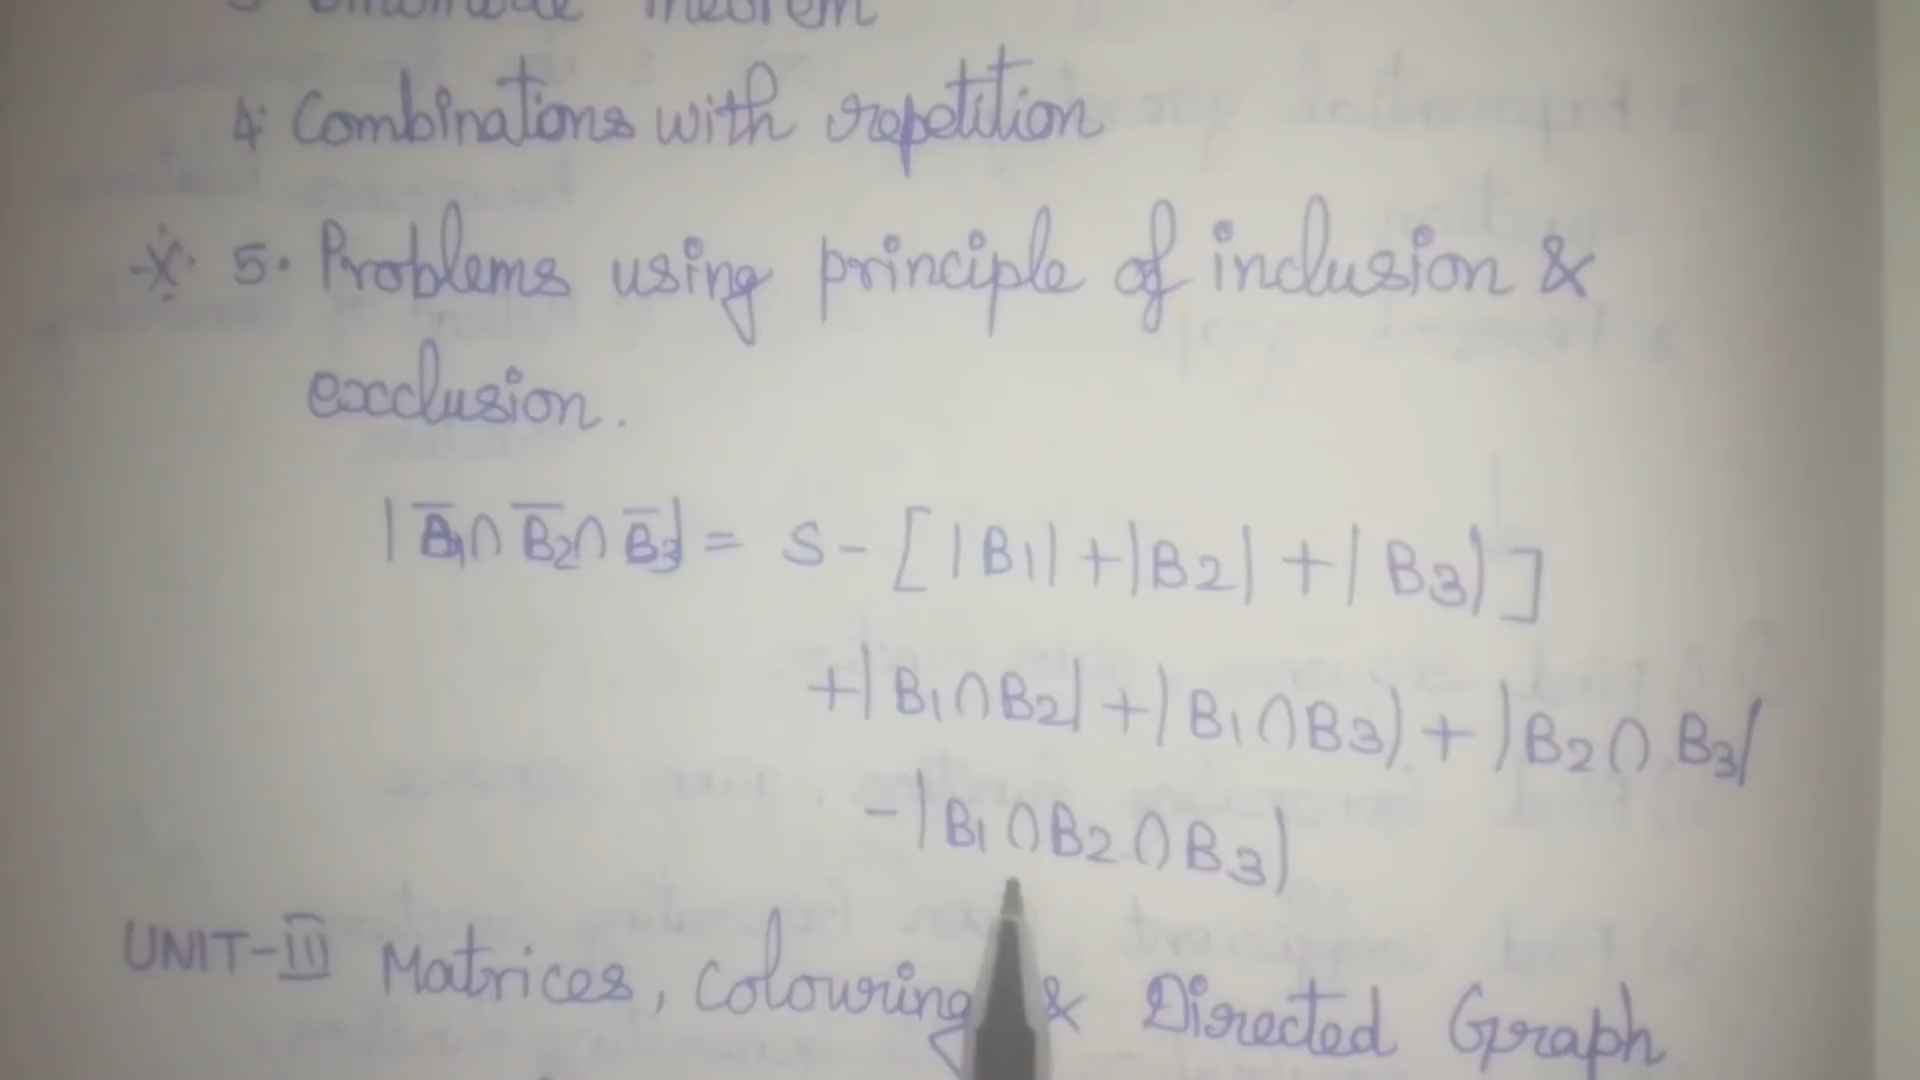 Theorem
4. Combinations with repetition
* 5. Problems using principle of inclusion &
exclusion.
|B̅1∩B̅2∩B̅3| = S - [|B1|+|B2|+|B3|]
+|B1∩B2|+|B1∩B3|+|B2∩B3|
-|B1∩B2∩B3|
UNIT-III Matrices, Colouring & Directed Graph